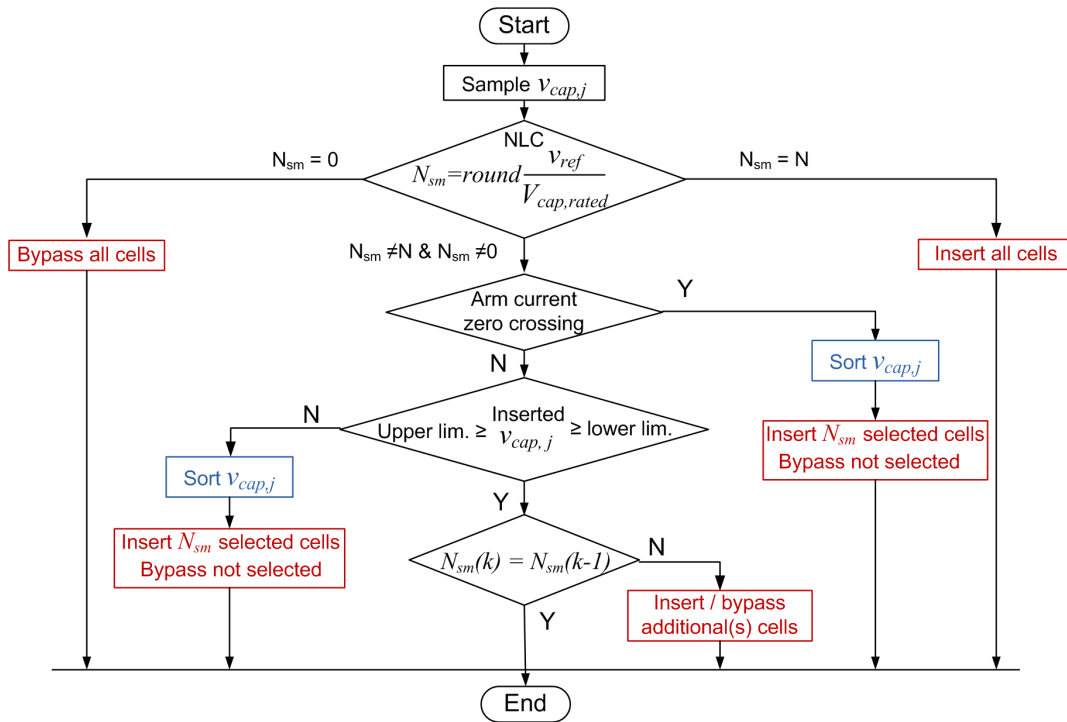 Start
Sample v_cap,j
NLC
N_sm=round v_ref / V_cap,rated
N_sm = 0
N_sm = N
Bypass all cells
N_sm ≠N & N_sm ≠0
Insert all cells
Arm current
zero crossing
Y
N
Sort v_cap,j
Inserted
Upper lim. ≥ v_cap, j ≥ lower lim.
N
Insert N_sm selected cells
Bypass not selected
Sort v_cap,j
Y
Insert N_sm selected cells
Bypass not selected
N_sm(k) = N_sm(k-1)
N
Insert / bypass
additional(s) cells
Y
End